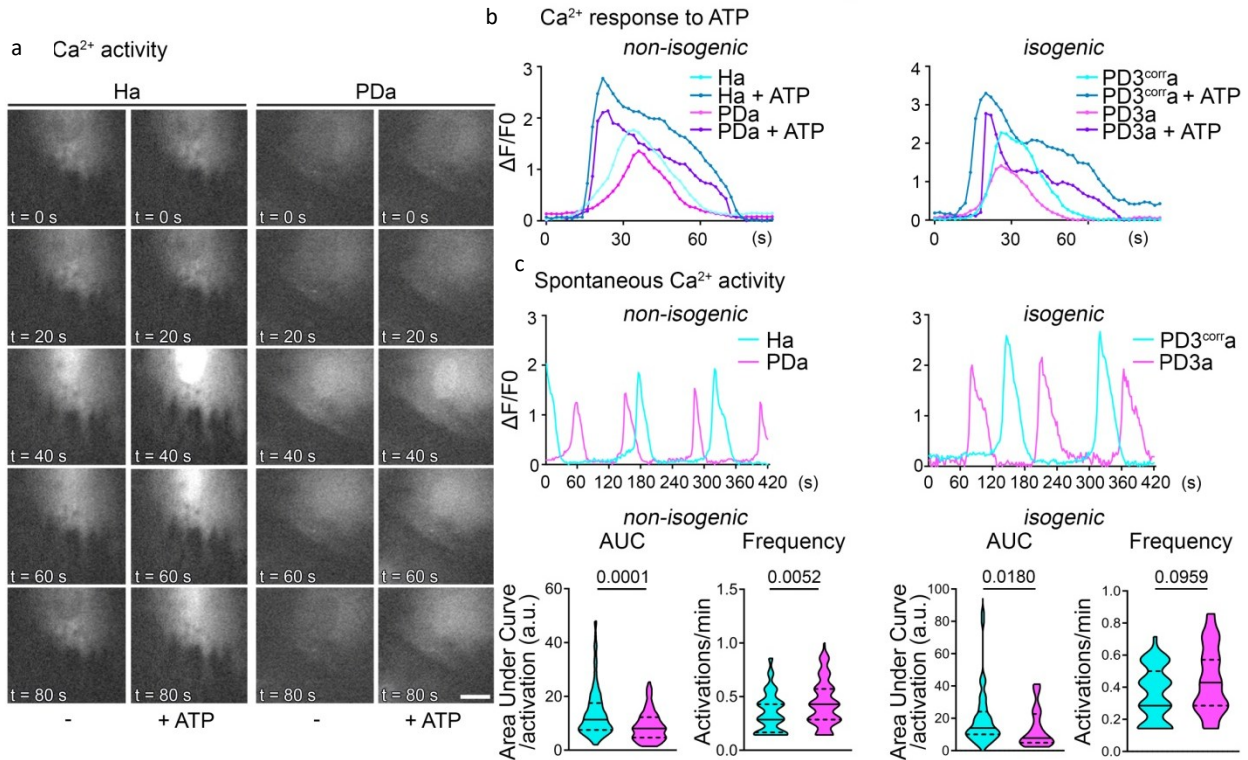 a Ca²⁺ activity
Ha PDa
t = 0 s t = 0 s t = 0 s t = 0 s
t = 20 s t = 20 s t = 20 s t = 20 s
t = 40 s t = 40 s t = 40 s t = 40 s
t = 60 s t = 60 s t = 60 s t = 60 s
t = 80 s t = 80 s t = 80 s t = 80 s
- + ATP - + ATP
b Ca²⁺ response to ATP
non-isogenic
ΔF/F0
3
2
1
0
0 30 60 (s)
Ha
Ha + ATP
PDa
PDa + ATP
isogenic
4
3
2
1
0
0 30 60 (s)
PD3ᶜᵒʳʳa
PD3ᶜᵒʳʳa + ATP
PD3a
PD3a + ATP
c Spontaneous Ca²⁺ activity
non-isogenic
ΔF/F0
3
2
1
0
0 60 120 180 240 300 360 420 (s)
Ha
PDa
isogenic
3
2
1
0
0 60 120 180 240 300 360 420 (s)
PD3ᶜᵒʳʳa
PD3a
non-isogenic
AUC
0.0001
Area Under Curve
/activation (a.u.)
60
40
20
0
Frequency
0.0052
Activations/min
1.5
1.0
0.5
0.0
isogenic
AUC
0.0180
Area Under Curve
/activation (a.u.)
100
80
60
40
20
0
Frequency
0.0959
Activations/min
1.0
0.8
0.6
0.4
0.2
0.0